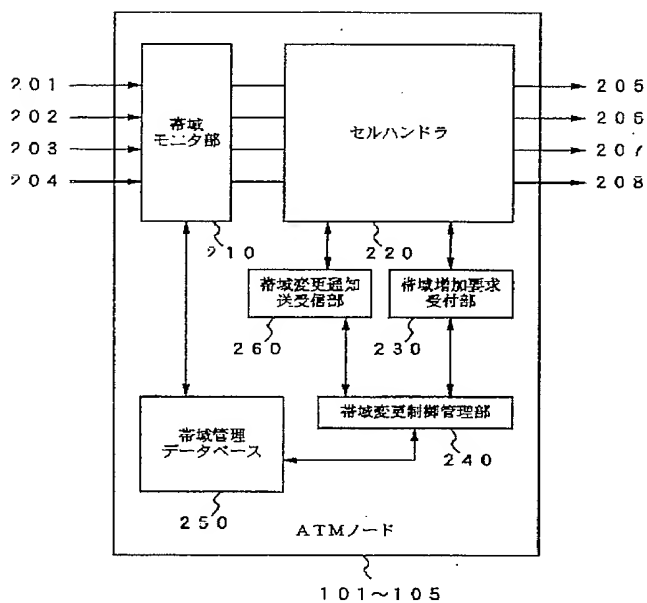 201
202
203
204
帯域
モニタ部
セルハンドラ
205
206
207
208
210
220
帯域変更通知
送受信部
帯域増加要求
受付部
260
230
帯域変更制御管理部
帯域管理
データベース
240
250
ATMノード
101～105